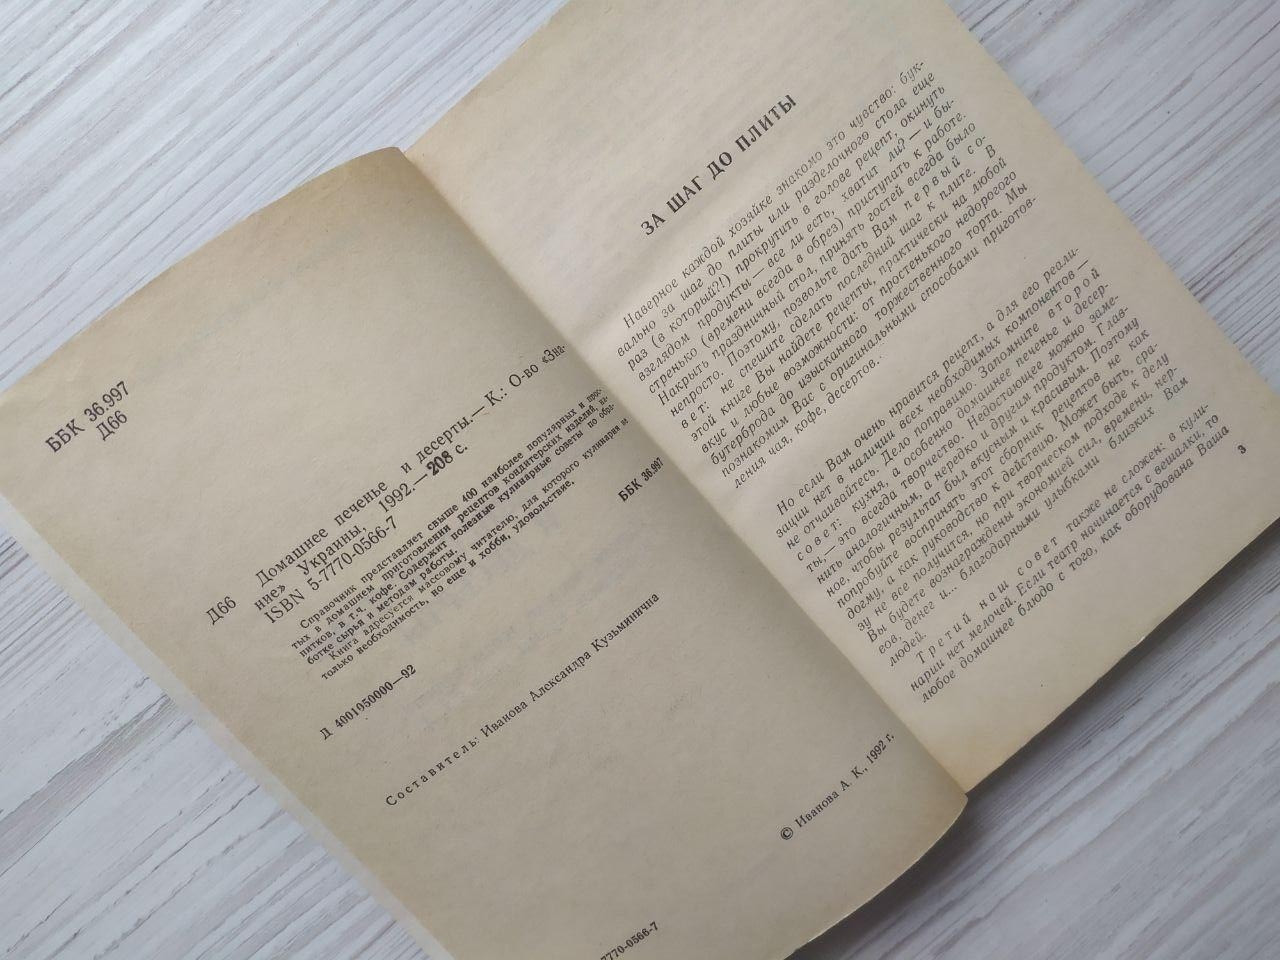 ББК 36.997
Д66
Домашнее печенье и десерты.— К.: О-во «Зна-
Д66 ние» Украины, 1992.—208 с.
ISBN 5-7770-0566-7
Справочник представляет свыше 400 наиболее популярных и прос-
тых в домашнем приготовлении рецептов кондитерских изделий, на-
питков, в т.ч. кофе. Содержит полезные кулинарные советы по обра-
ботке сырья и методам работы.
Книга адресуется массовому читателю, для которого кулинария и
только необходимость, но еще и хобби, удовольствие.
Д 4001950000—92
ББК 36.997
Составитель: Иванова Александра Кузьминична
© Иванова А. К., 1992 г.
7770-0566-7
ЗА ШАГ ДО ПЛИТЫ
Наверное каждой хозяйке знакомо это чувство: бук-
вально за шаг до плиты или разделочного стола еще
раз (в который?!) прокрутить в голове рецепт, окинуть
взглядом продукты — все ли есть, хватит ли? — и бы-
стренько (времени всегда в обрез) приступать к работе.
Накрыть праздничный стол, принять гостей всегда было
непросто. Поэтому, позвольте дать Вам первый со-
вет: не спешите сделать последний шаг к плите. В
этой книге Вы найдете рецепты, практически на любой
вкус и любые возможности: от простенького недорогого
бутерброда до изысканного торжественного торта. Мы
познакомим Вас с оригинальными способами приготов-
ления чая, кофе, десертов.
Но если Вам очень нравится рецепт, а для его реали-
зации нет в наличии всех необходимых компонентов —
не отчаивайтесь. Дело поправимо. Запомните второй
совет: кухня, а особенно домашнее печенье и десер-
ты,— это всегда творчество. Недостающее можно заме-
нить аналогичным, а нередко и другим продуктом. Глав-
ное, чтобы результат был вкусным и красивым. Поэтому
попробуйте воспринять этот сборник рецептов не как
догму, а как руководство к действию. Может быть, сра-
зу не все получится, но при творческом подходе к делу
Вы будете вознаграждены экономией сил, времени, нер-
вов, денег и... благодарными улыбками близких Вам
людей.
Третий наш совет также не сложен: в кули-
нарии нет мелочей. Если театр начинается с вешалки, то
любое домашнее блюдо с того, как оборудована Ваша
3